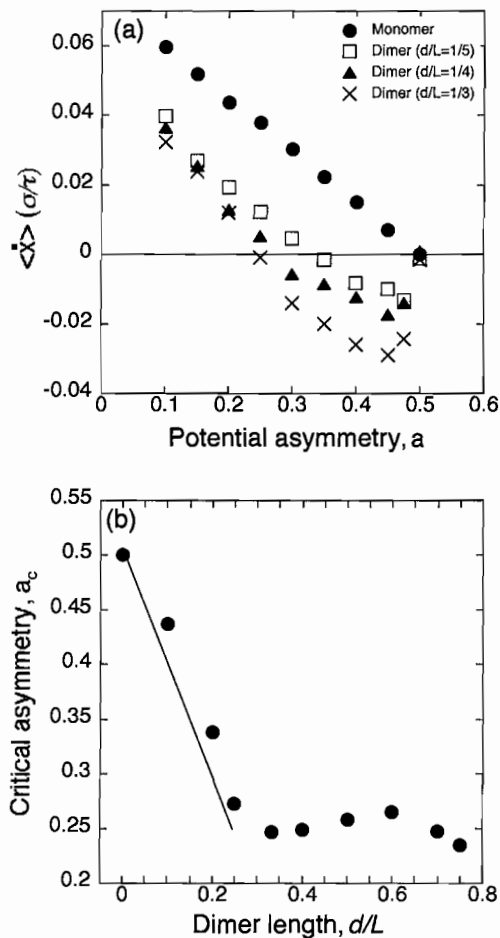 (a)
Monomer
Dimer (d/L=1/5)
Dimer (d/L=1/4)
Dimer (d/L=1/3)
0.06
0.04
0.02
0
-0.02
-0.04
<ẋ> (σ/τ)
0 0.1 0.2 0.3 0.4 0.5 0.6
Potential asymmetry, a
(b)
0.55
0.5
0.45
0.4
0.35
0.3
0.25
0.2
Critical asymmetry, a_c
0 0.2 0.4 0.6 0.8
Dimer length, d/L